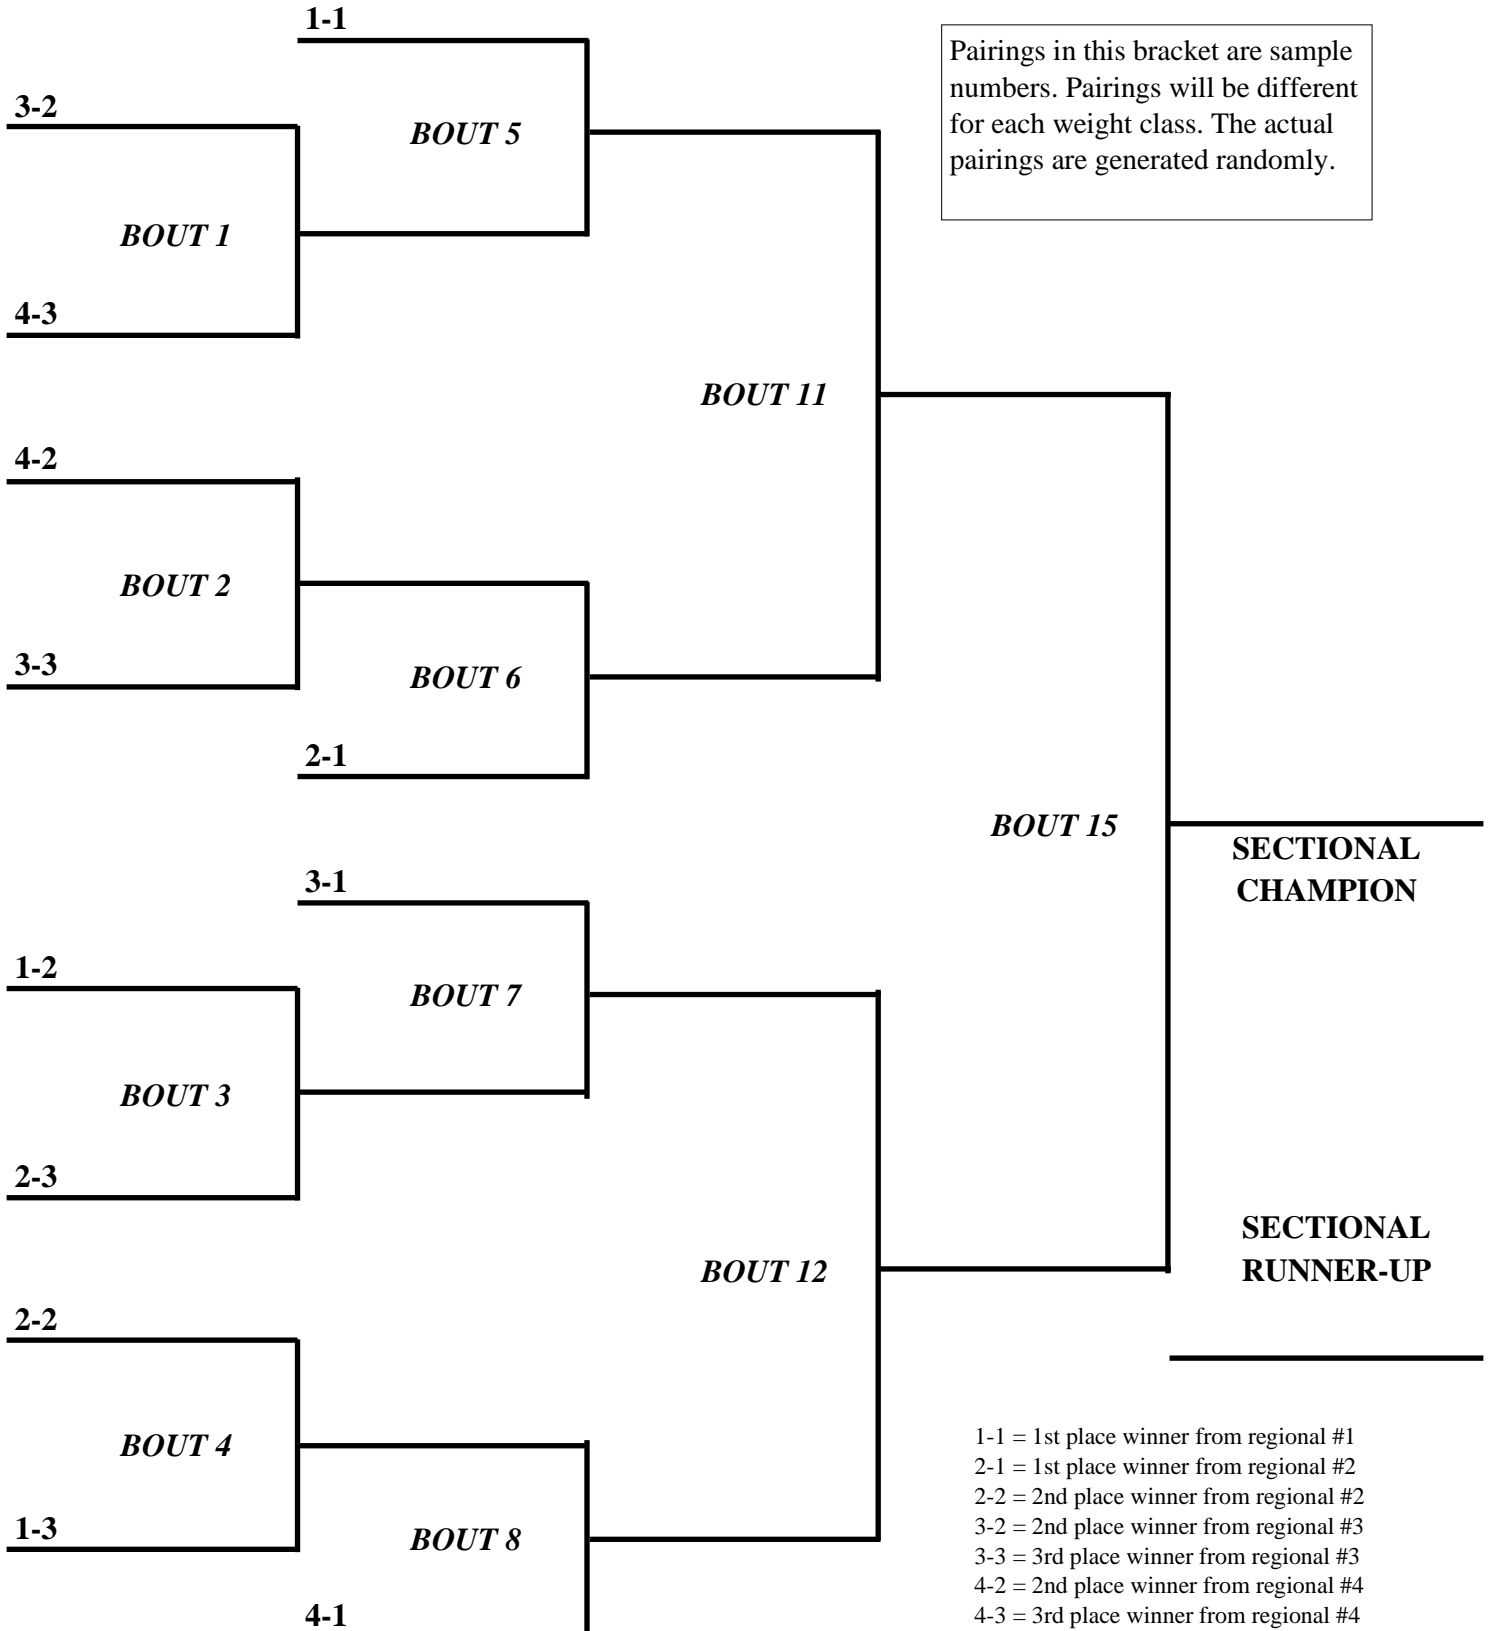 1-1
Pairings in this bracket are sample
numbers. Pairings will be different
for each weight class. The actual
pairings are generated randomly.
3-2
BOUT 5
BOUT 1
4-3
BOUT 11
4-2
BOUT 2
3-3
BOUT 6
2-1
BOUT 15
SECTIONAL
CHAMPION
3-1
1-2
BOUT 7
BOUT 3
2-3
SECTIONAL
RUNNER-UP
BOUT 12
2-2
BOUT 4
1-3
BOUT 8
4-1
1-1 = 1st place winner from regional #1
2-1 = 1st place winner from regional #2
2-2 = 2nd place winner from regional #2
3-2 = 2nd place winner from regional #3
3-3 = 3rd place winner from regional #3
4-2 = 2nd place winner from regional #4
4-3 = 3rd place winner from regional #4